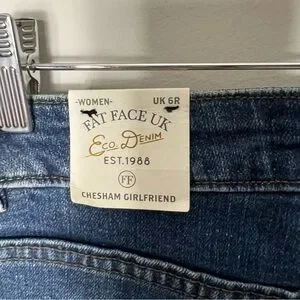 -WOMEN- UK 6R
FAT FACE UK
Eco Denim
EST.1988
FF
CHESHAM GIRLFRIEND